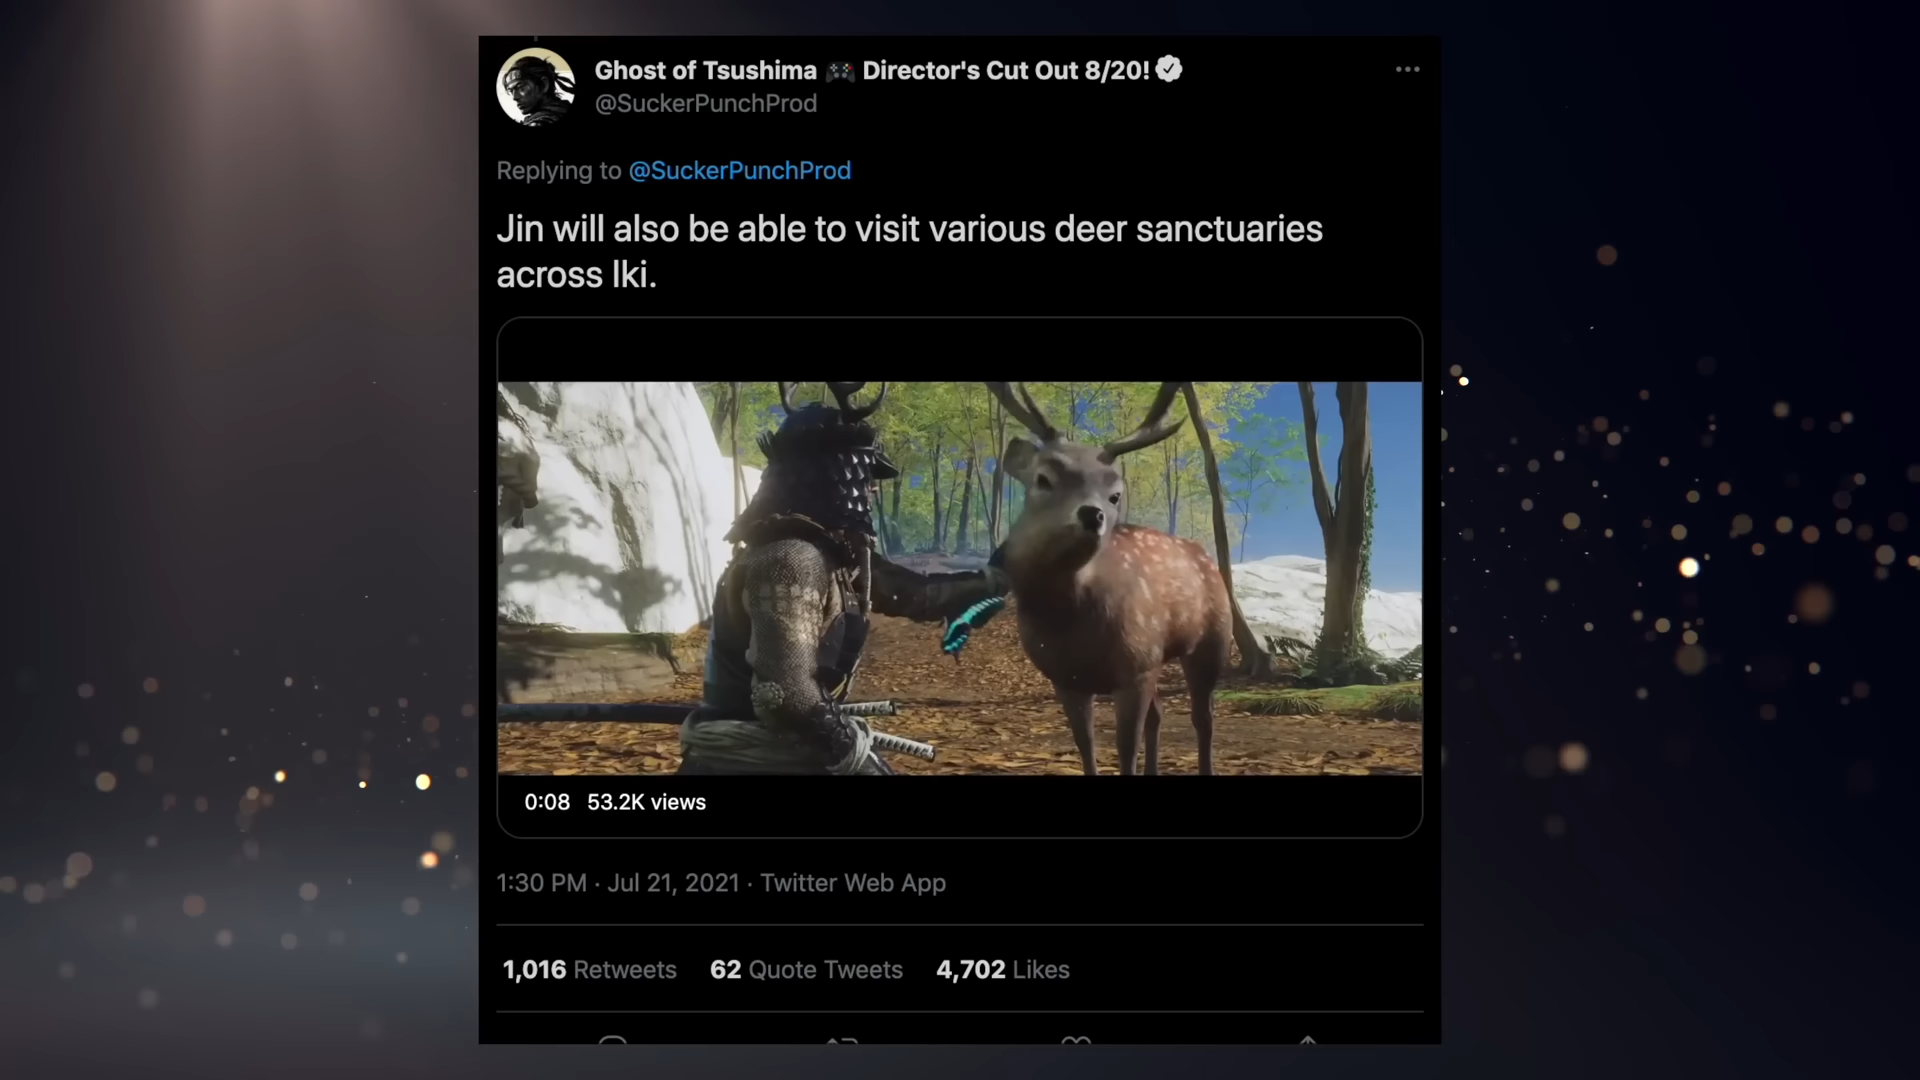 Ghost of Tsushima 🎮 Director's Cut Out 8/20!
@SuckerPunchProd
Replying to @SuckerPunchProd
Jin will also be able to visit various deer sanctuaries
across Iki.
0:08 53.2K views
1:30 PM · Jul 21, 2021 · Twitter Web App
1,016 Retweets 62 Quote Tweets 4,702 Likes